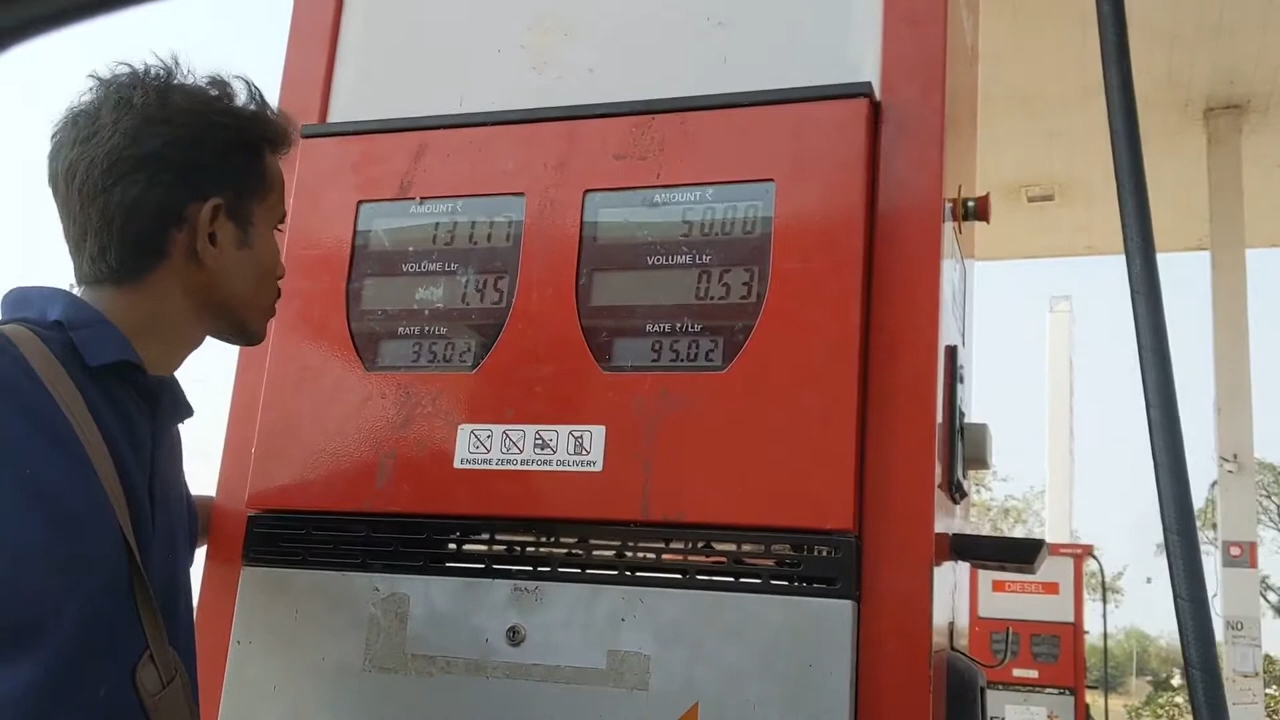 AMOUNT ₹
131.77
VOLUME Ltr
1.45
RATE ₹/Ltr
95.02
AMOUNT ₹
50.00
VOLUME Ltr
0.53
RATE ₹/Ltr
95.02
ENSURE ZERO BEFORE DELIVERY
DIESEL
NO